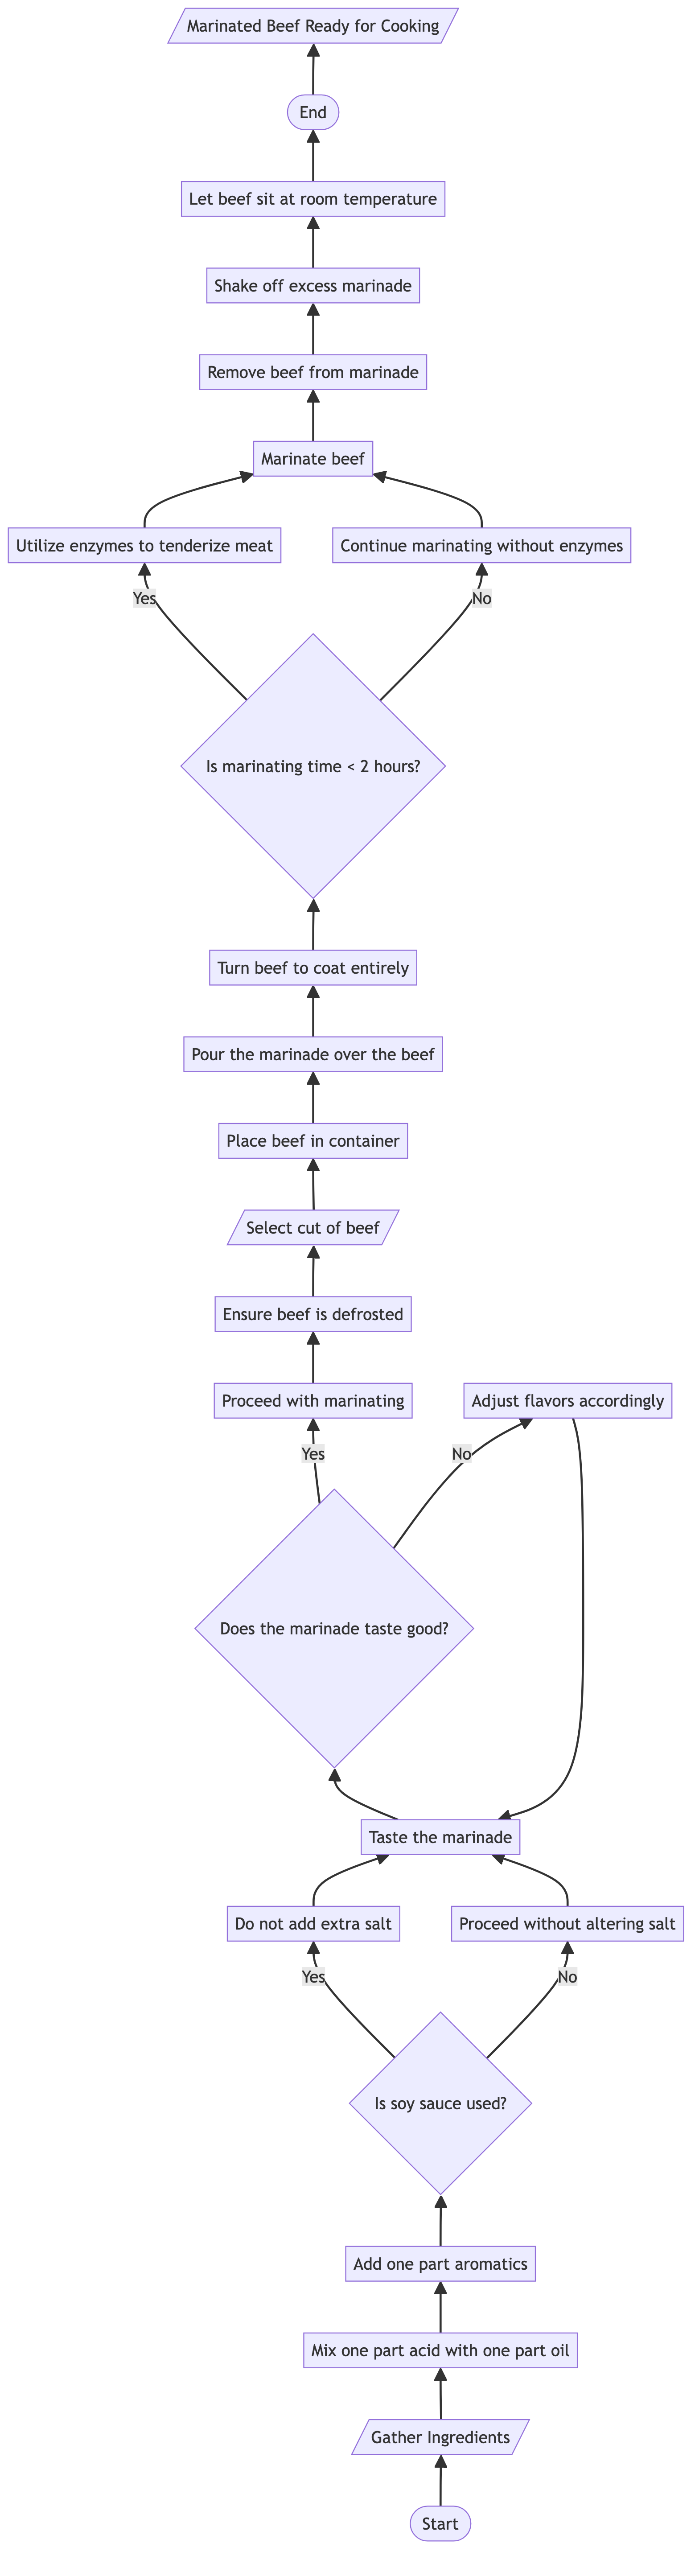 Marinated Beef Ready for Cooking
End
Let beef sit at room temperature
Shake off excess marinade
Remove beef from marinade
Marinate beef
Utilize enzymes to tenderize meat
Continue marinating without enzymes
Yes
No
Is marinating time < 2 hours?
Turn beef to coat entirely
Pour the marinade over the beef
Place beef in container
Select cut of beef
Ensure beef is defrosted
Proceed with marinating
Adjust flavors accordingly
Yes
No
Does the marinade taste good?
Taste the marinade
Do not add extra salt
Proceed without altering salt
Yes
No
Is soy sauce used?
Add one part aromatics
Mix one part acid with one part oil
Gather Ingredients
Start